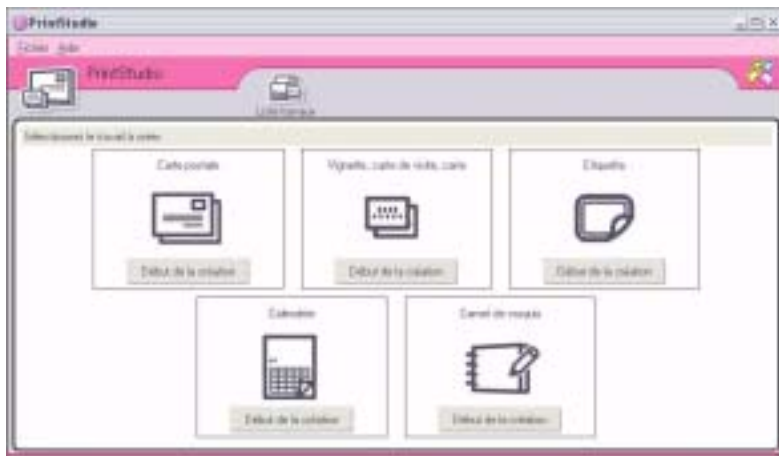 PrintStudio
Fichier Aide
PrintStudio
Sélectionnez le travail à créer.
Carte postale
Vignette, carte de visite, carte
Etiquette
Début de la création
Début de la création
Début de la création
Calendrier
Carnet de croquis
Début de la création
Début de la création